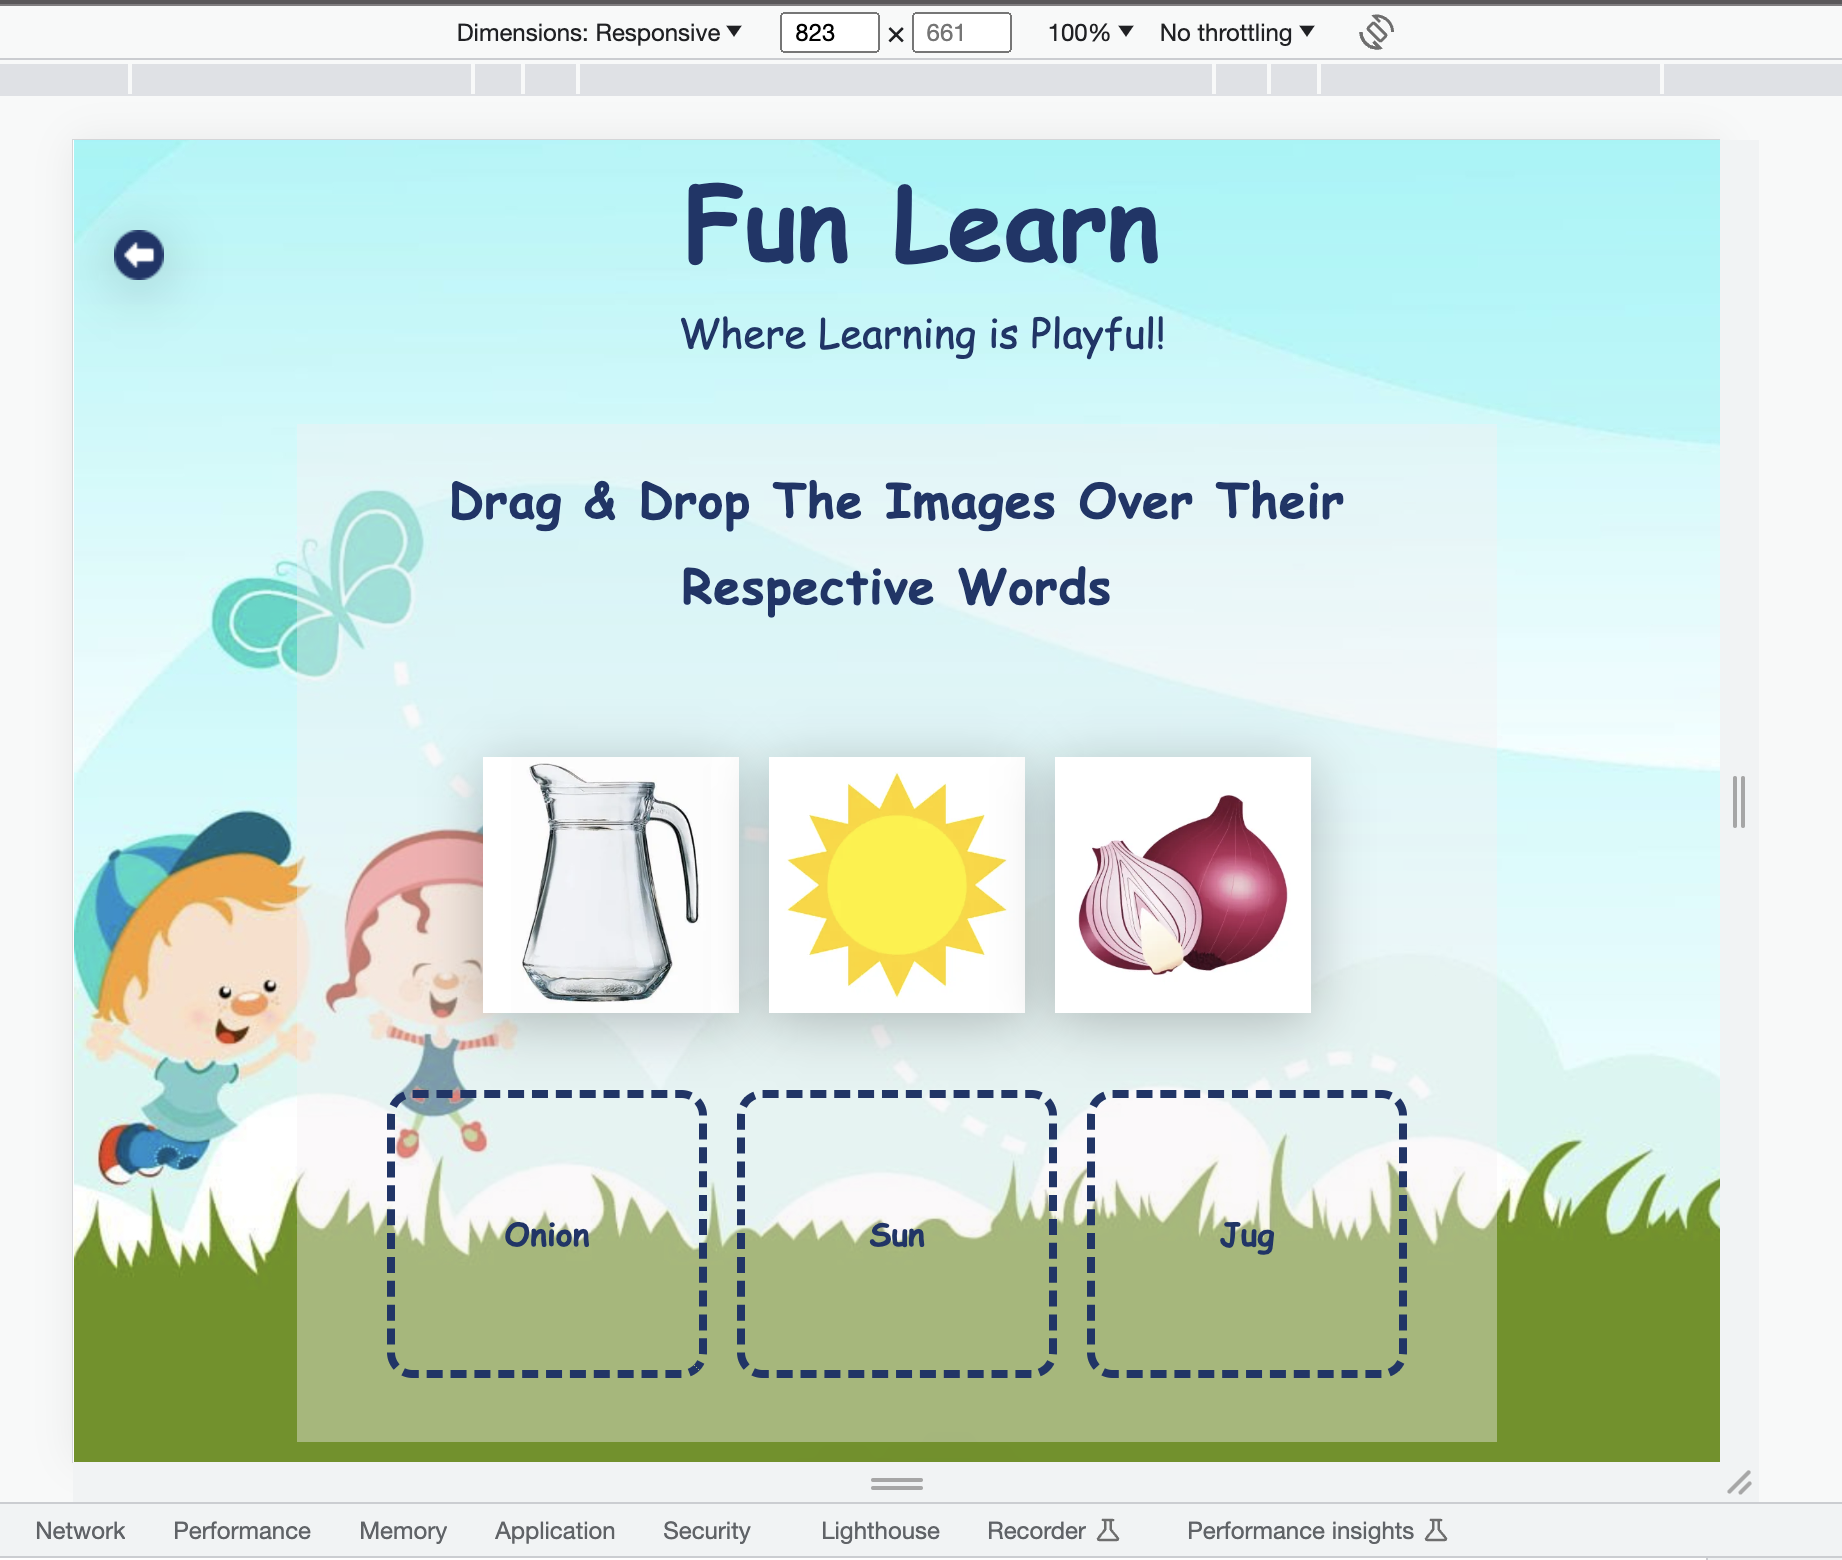 Dimensions: Responsive 823 × 661 100% No throttling
Fun Learn
Where Learning is Playful!
Drag & Drop The Images Over Their
Respective Words
Onion Sun Jug
Network Performance Memory Application Security Lighthouse Recorder Performance insights